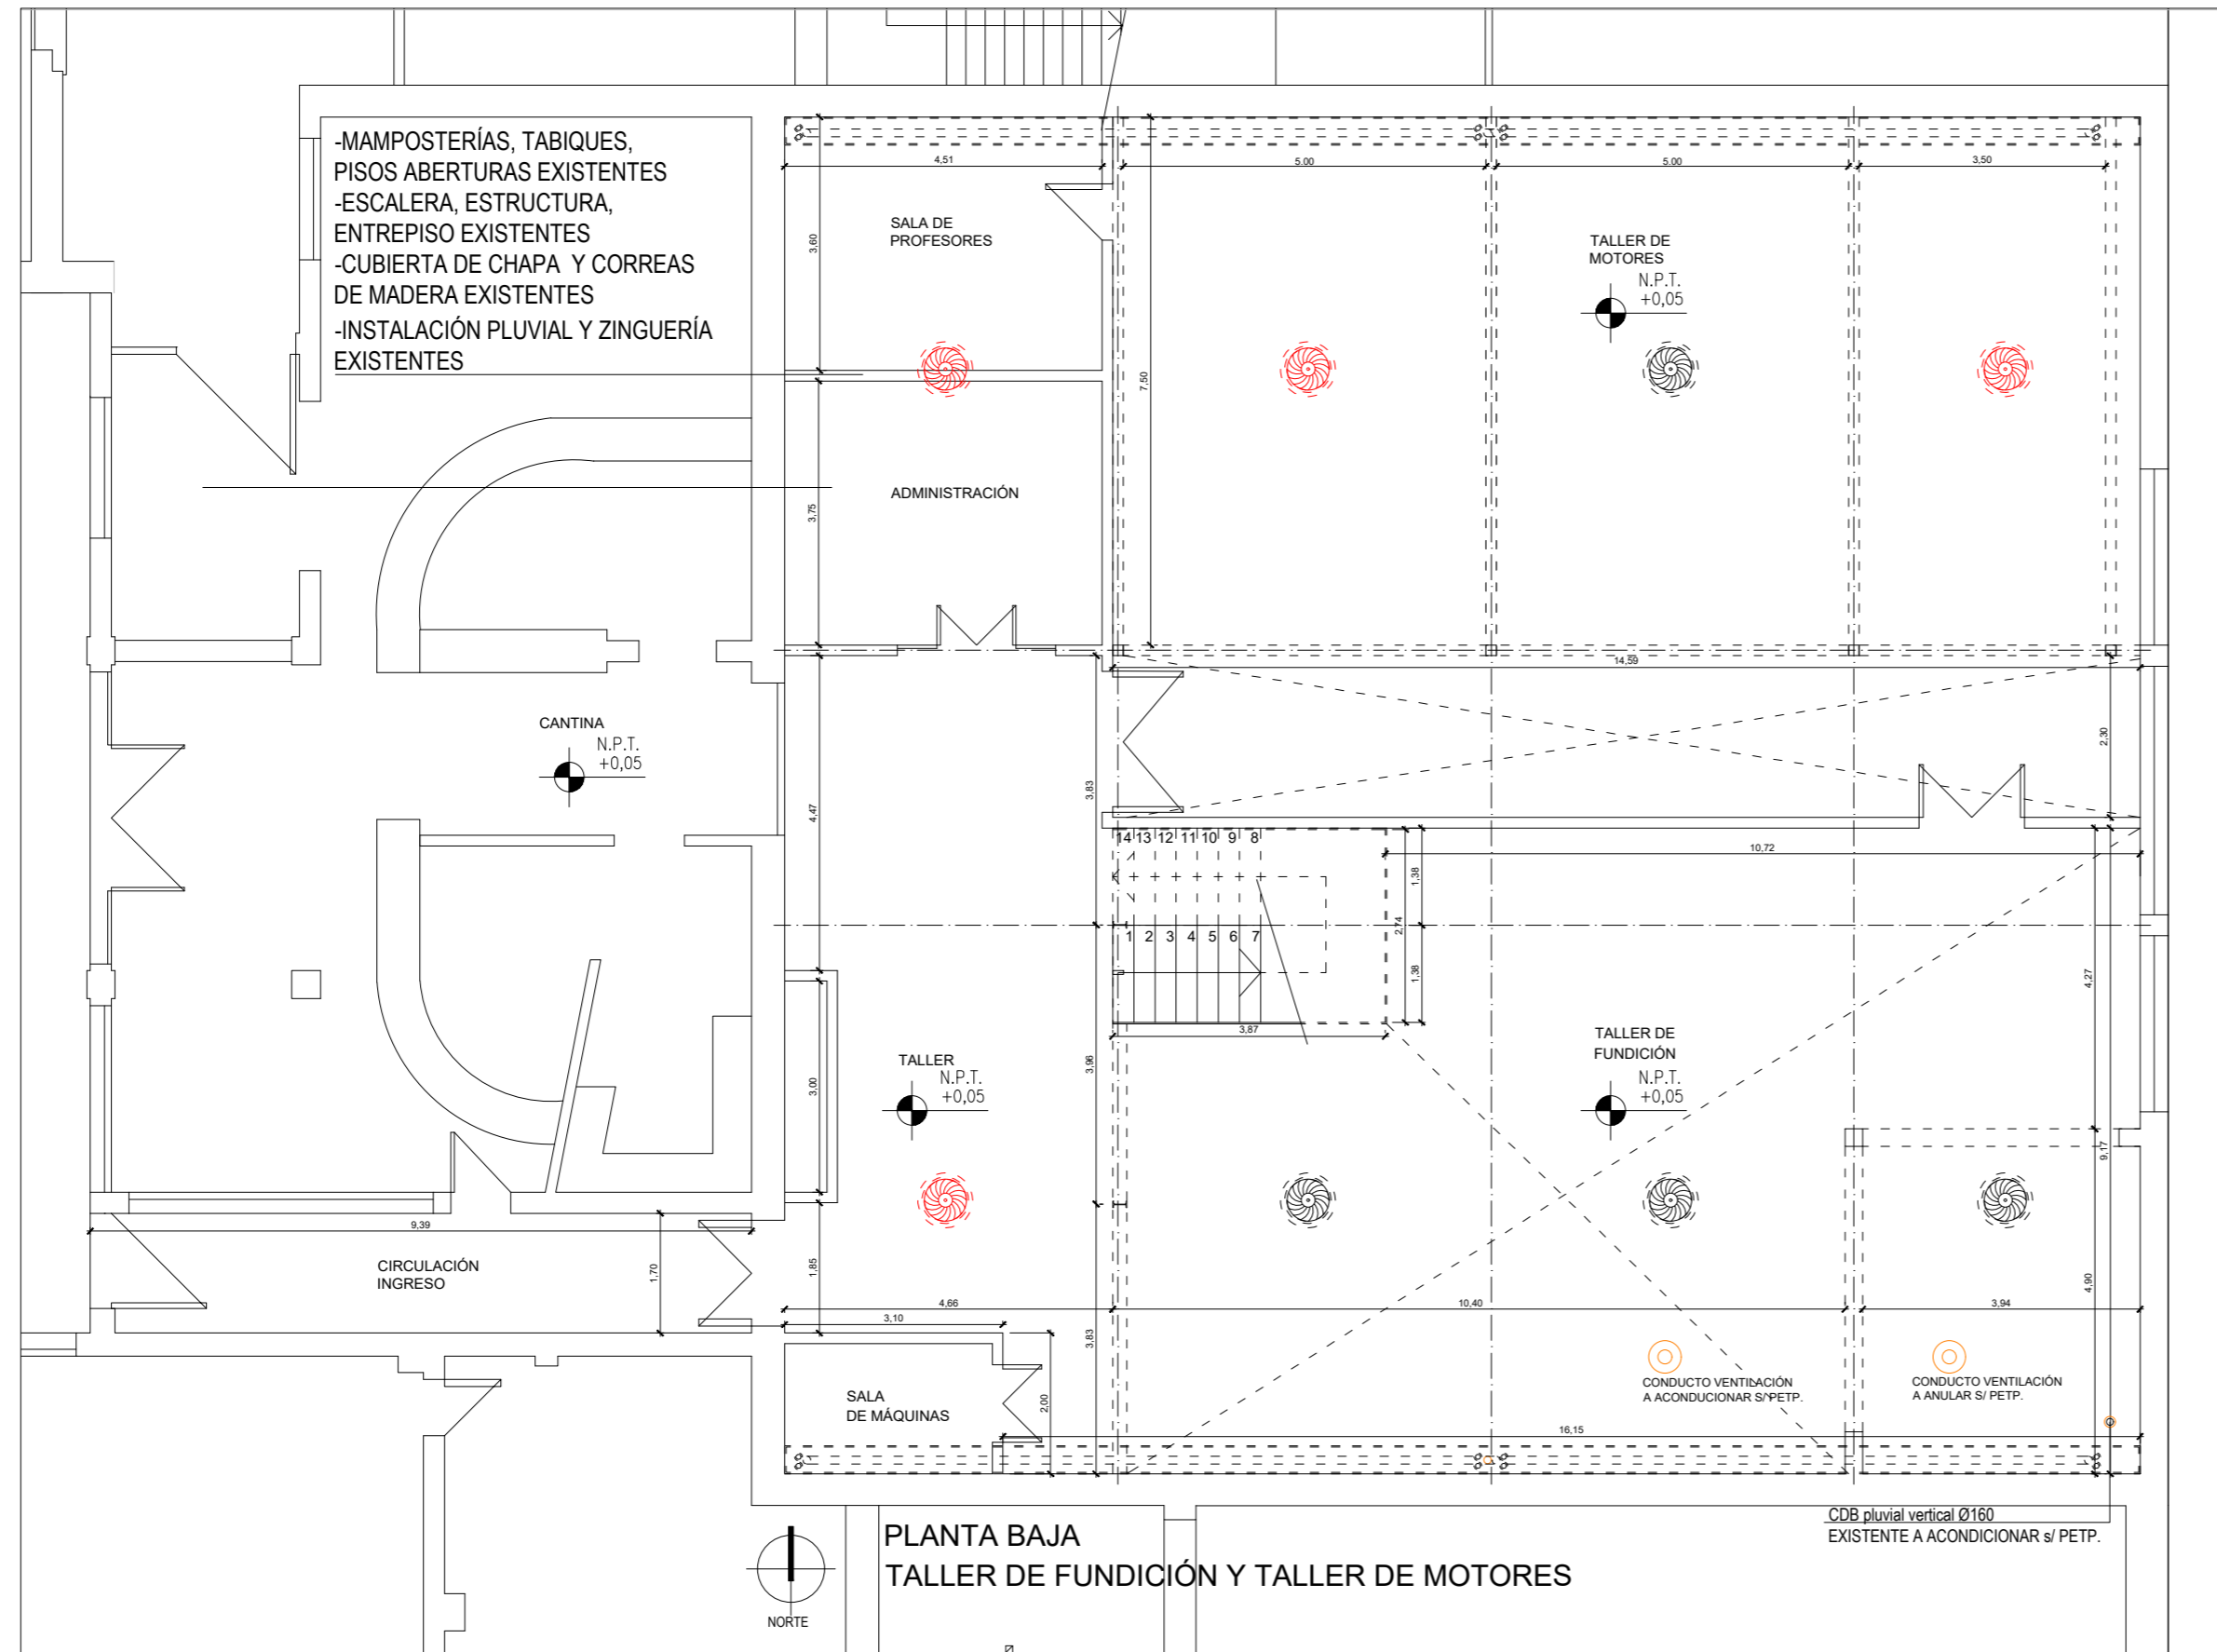 -MAMPOSTERÍAS, TABIQUES,
PISOS ABERTURAS EXISTENTES
-ESCALERA, ESTRUCTURA,
ENTREPISO EXISTENTES
-CUBIERTA DE CHAPA Y CORREAS
DE MADERA EXISTENTES
-INSTALACIÓN PLUVIAL Y ZINGUERÍA
EXISTENTES
4,51
5.00
5.00
3,50
SALA DE
PROFESORES
3,60
TALLER DE
MOTORES
N.P.T.
+0,05
7,50
ADMINISTRACIÓN
3,75
14,59
CANTINA
N.P.T.
+0,05
2,30
3,83
4,47
14 13 12 11 10 9 8
10,72
1,38
2,74
1 2 3 4 5 6 7
1,38
4,27
3,87
TALLER
N.P.T.
+0,05
3,00
3,96
TALLER DE
FUNDICIÓN
N.P.T.
+0,05
9,17
9,39
CIRCULACIÓN
INGRESO
1,70
1,85
4,66
10,40
3,94
4,90
3,10
3,83
2,00
SALA
DE MÁQUINAS
CONDUCTO VENTILACIÓN
A ACONDUCIONAR S/ PETP.
CONDUCTO VENTILACIÓN
A ANULAR S/ PETP.
16,15
CDB pluvial vertical Ø160
EXISTENTE A ACONDICIONAR s/ PETP.
PLANTA BAJA
TALLER DE FUNDICIÓN Y TALLER DE MOTORES
NORTE